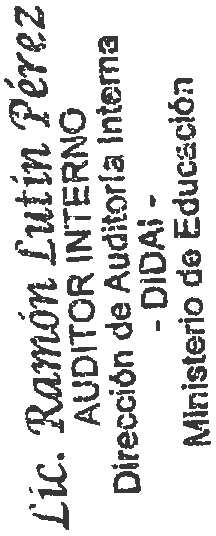 Lic. Ramón Lutín Pérez
AUDITOR INTERNO
Dirección de Auditoría Interna
- DIDAI -
Ministerio de Educación